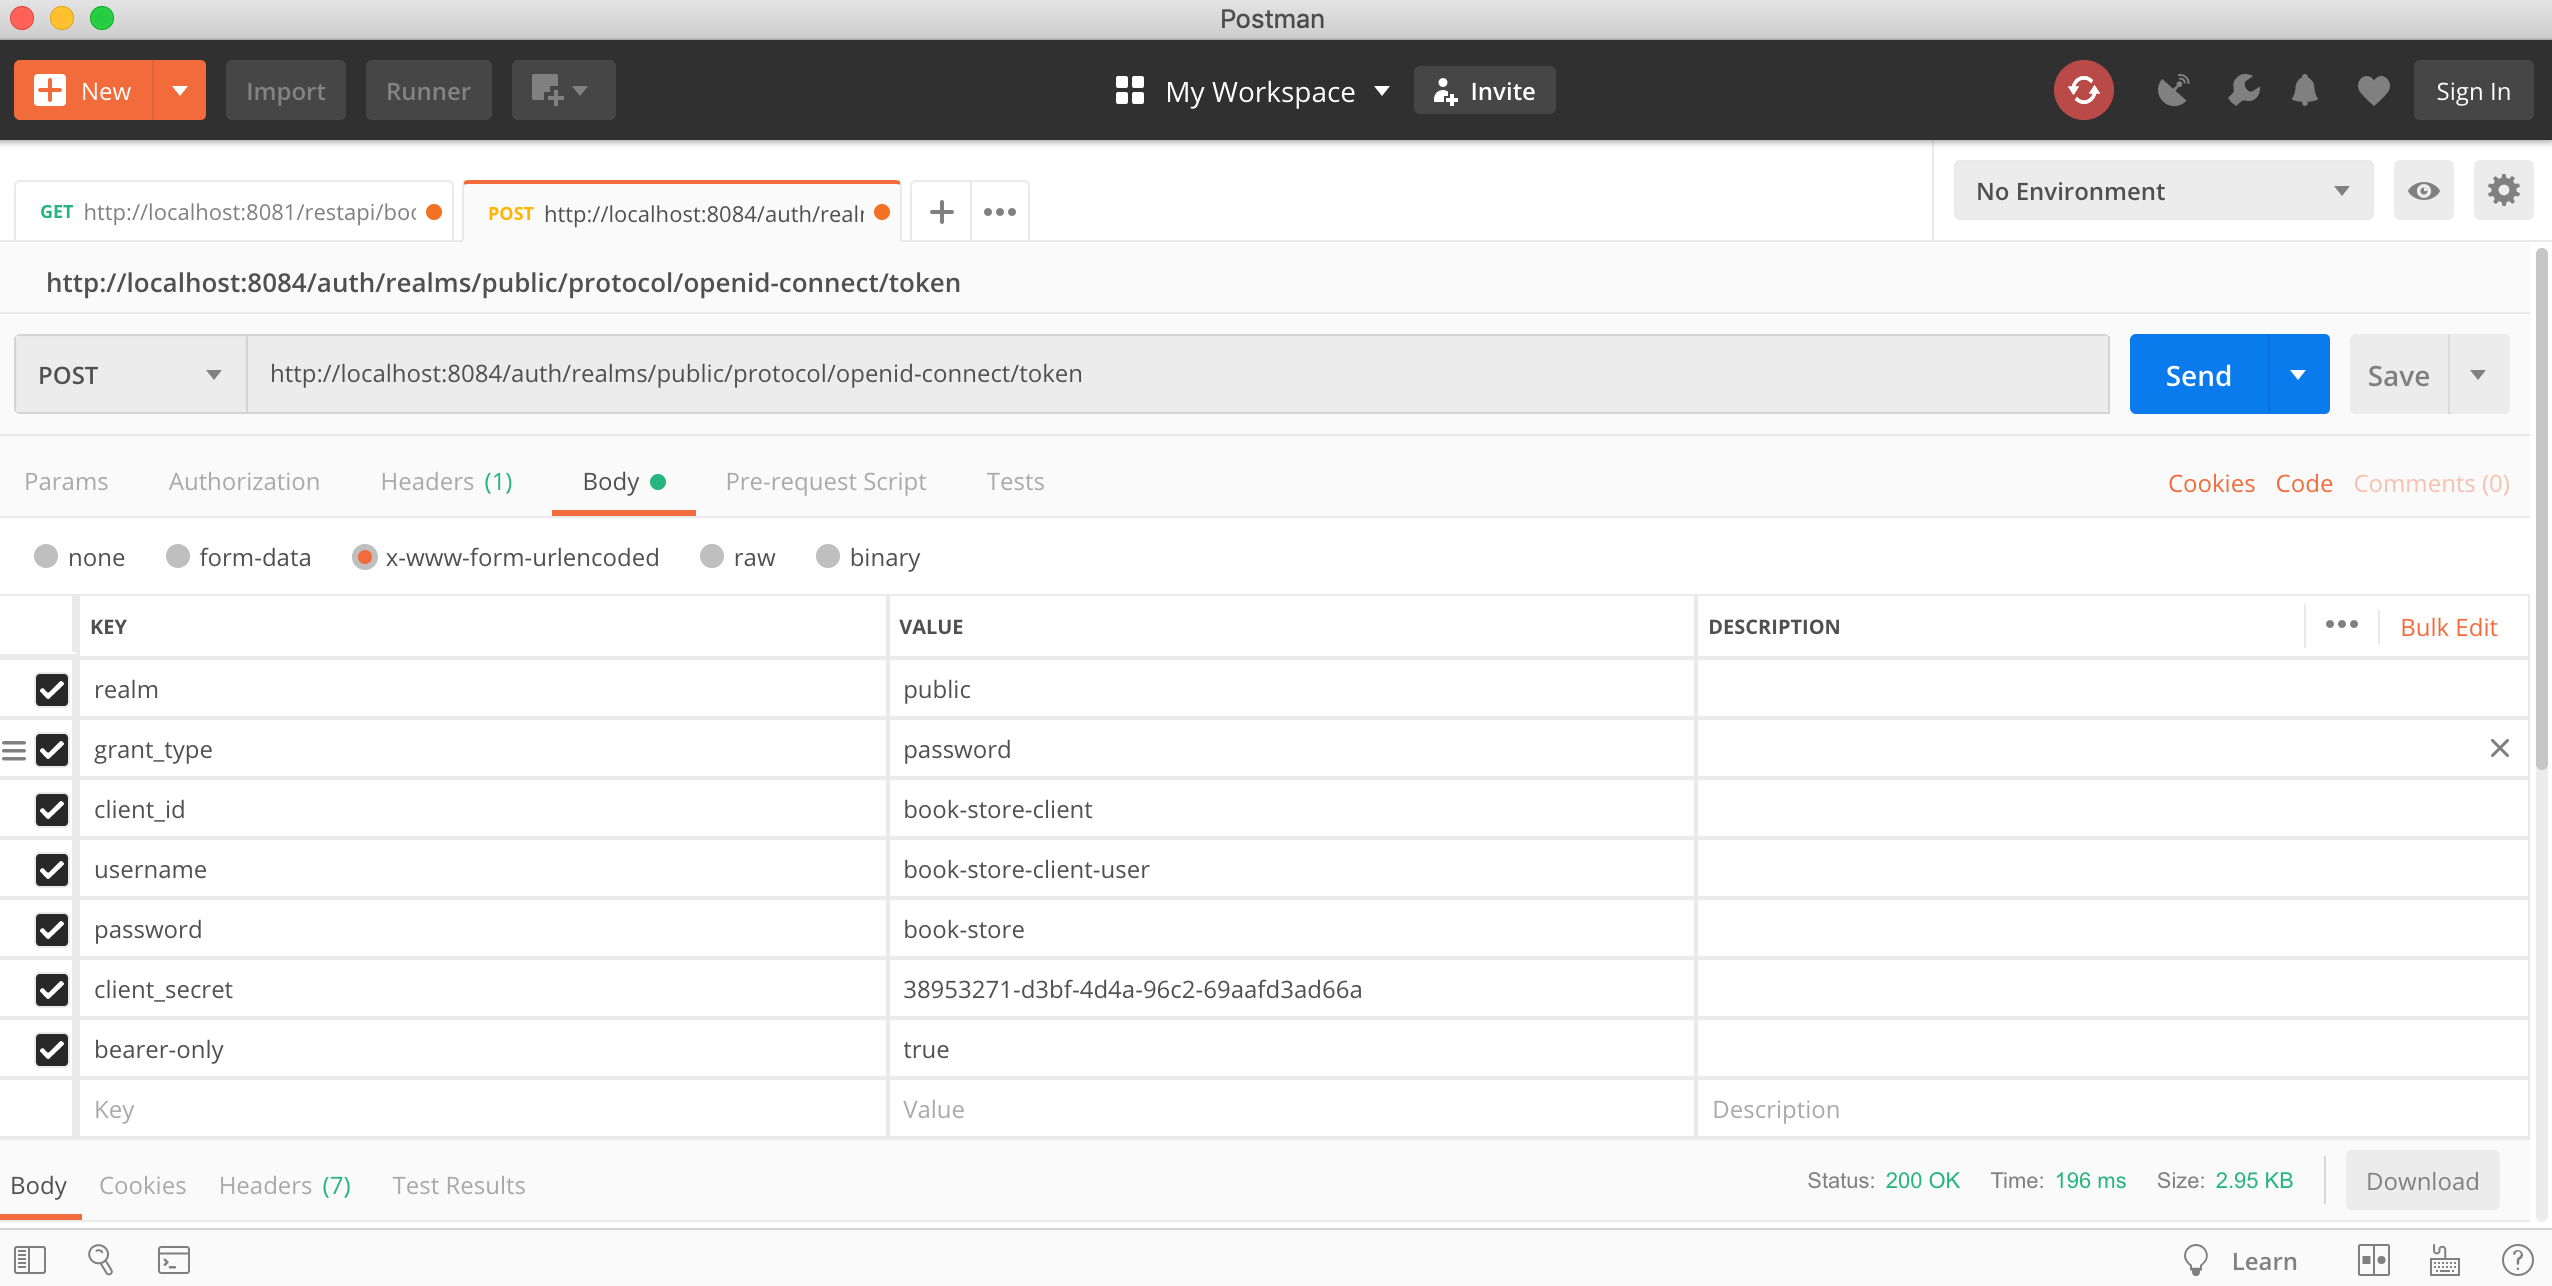 Postman
New Import Runner My Workspace Invite Sign In
GET http://localhost:8081/restapi/boo POST http://localhost:8084/auth/realr No Environment
http://localhost:8084/auth/realms/public/protocol/openid-connect/token
POST http://localhost:8084/auth/realms/public/protocol/openid-connect/token Send Save
Params Authorization Headers (1) Body Pre-request Script Tests Cookies Code Comments (0)
none form-data x-www-form-urlencoded raw binary
KEY VALUE DESCRIPTION Bulk Edit
realm public
grant_type password
client_id book-store-client
username book-store-client-user
password book-store
client_secret 38953271-d3bf-4d4a-96c2-69aafd3ad66a
bearer-only true
Key Value Description
Body Cookies Headers (7) Test Results Status: 200 OK Time: 196 ms Size: 2.95 KB Download
Learn